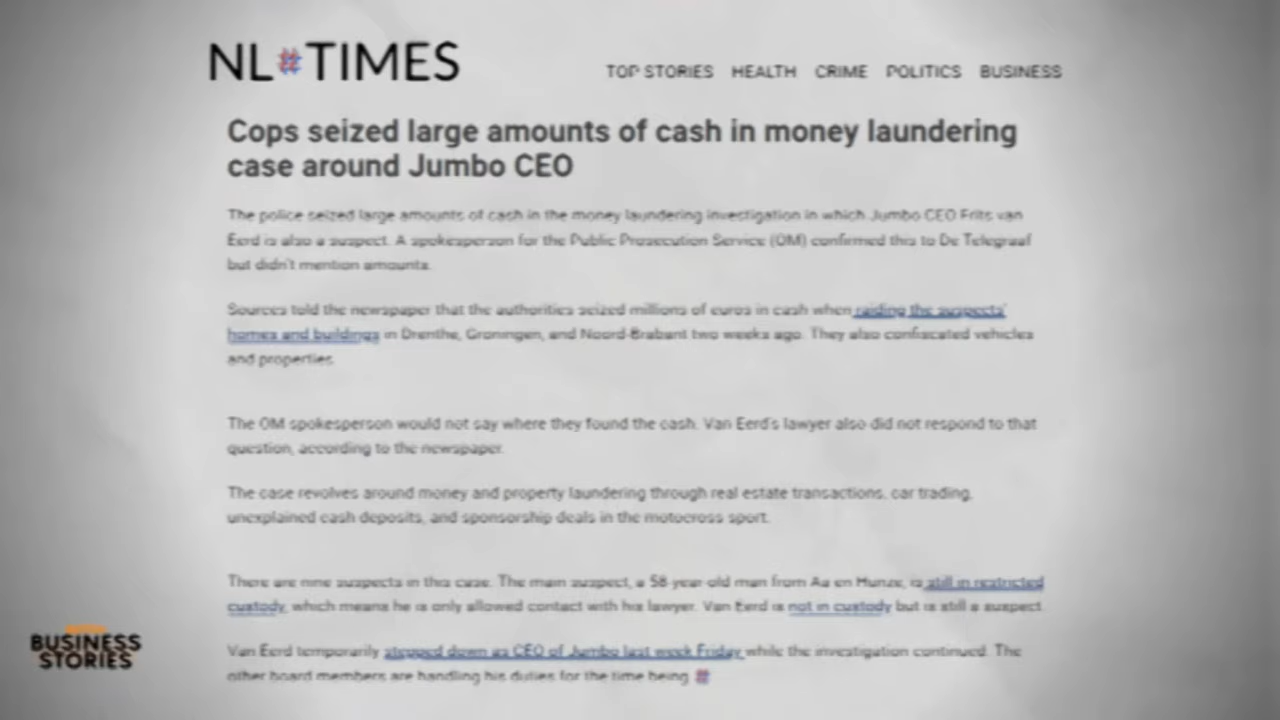 NL#TIMES
TOP STORIES HEALTH CRIME POLITICS BUSINESS
Cops seized large amounts of cash in money laundering
case around Jumbo CEO
The police seized large amounts of cash in the money laundering investigation in which Jumbo CEO Frits van
Eerd is also a suspect. A spokesperson for the Public Prosecution Service (OM) confirmed this to De Telegraaf
but didn't mention amounts.
Sources told the newspaper that the authorities seized millions of euros in cash when raiding the suspects'
homes and buildings in Drenthe, Groningen, and Noord-Brabant two weeks ago. They also confiscated vehicles
and properties.
The OM spokesperson would not say where they found the cash. Van Eerd's lawyer also did not respond to that
question, according to the newspaper.
The case revolves around money and property laundering through real estate transactions, car trading,
unexplained cash deposits, and sponsorship deals in the motocross sport.
There are nine suspects in this case. The main suspect, a 58-year-old man from Aa en Hunze, is still in restricted
custody, which means he is only allowed contact with his lawyer. Van Eerd is not in custody but is still a suspect.
Van Eerd temporarily stepped down as CEO of Jumbo last week Friday while the investigation continued. The
other board members are handling his duties for the time being. #
BUSINESS
STORIES